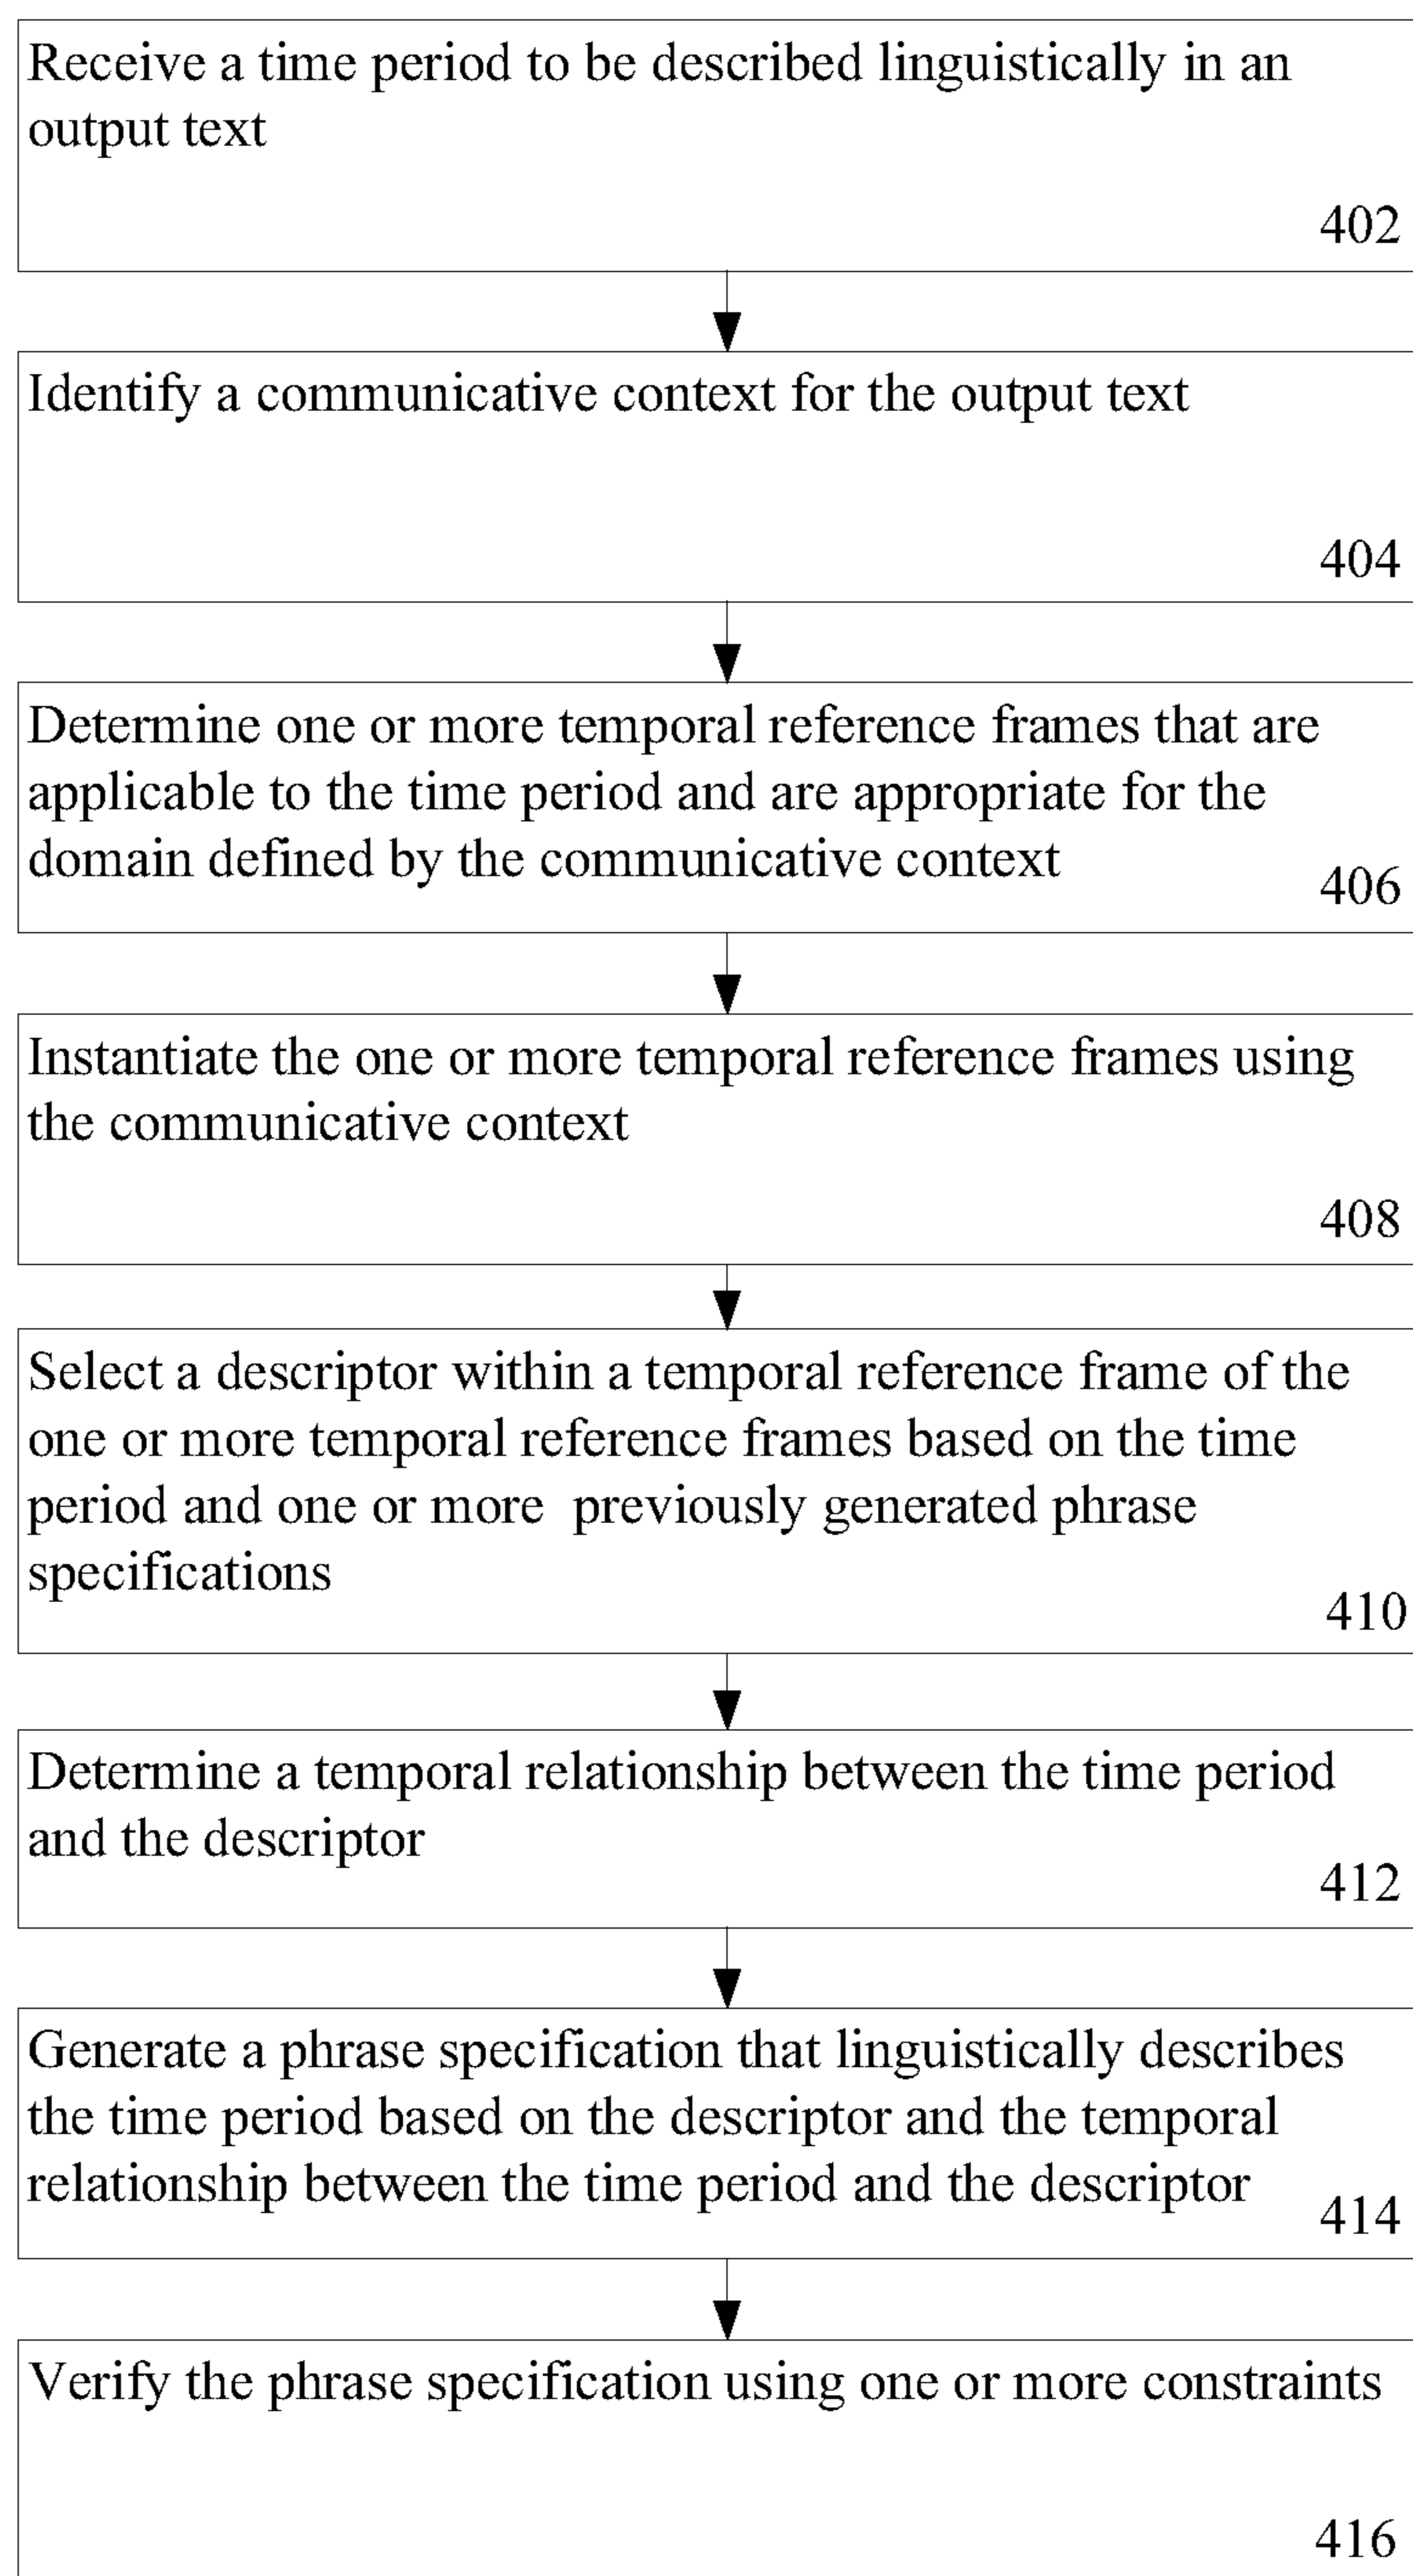 Receive a time period to be described linguistically in an
output text
402
Identify a communicative context for the output text
404
Determine one or more temporal reference frames that are
applicable to the time period and are appropriate for the
domain defined by the communicative context
406
Instantiate the one or more temporal reference frames using
the communicative context
408
Select a descriptor within a temporal reference frame of the
one or more temporal reference frames based on the time
period and one or more  previously generated phrase
specifications
410
Determine a temporal relationship between the time period
and the descriptor
412
Generate a phrase specification that linguistically describes
the time period based on the descriptor and the temporal
relationship between the time period and the descriptor
414
Verify the phrase specification using one or more constraints
416